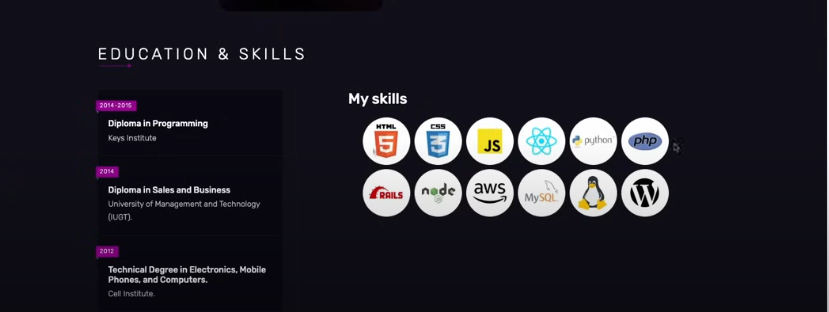 EDUCATION & SKILLS
2014-2015
Diploma in Programming
Keys Institute
2014
Diploma in Sales and Business
University of Management and Technology
(IUGT).
2012
Technical Degree in Electronics, Mobile
Phones, and Computers.
Cell Institute.
My skills
HTML
5
CSS
3
JS
python
php
RAILS
node
aws
MySQL
W